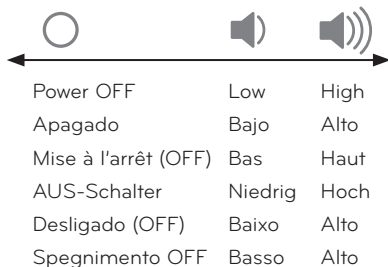 Power OFF Low High
Apagado Bajo Alto
Mise à l'arrêt (OFF) Bas Haut
AUS-Schalter Niedrig Hoch
Desligado (OFF) Baixo Alto
Spegnimento OFF Basso Alto